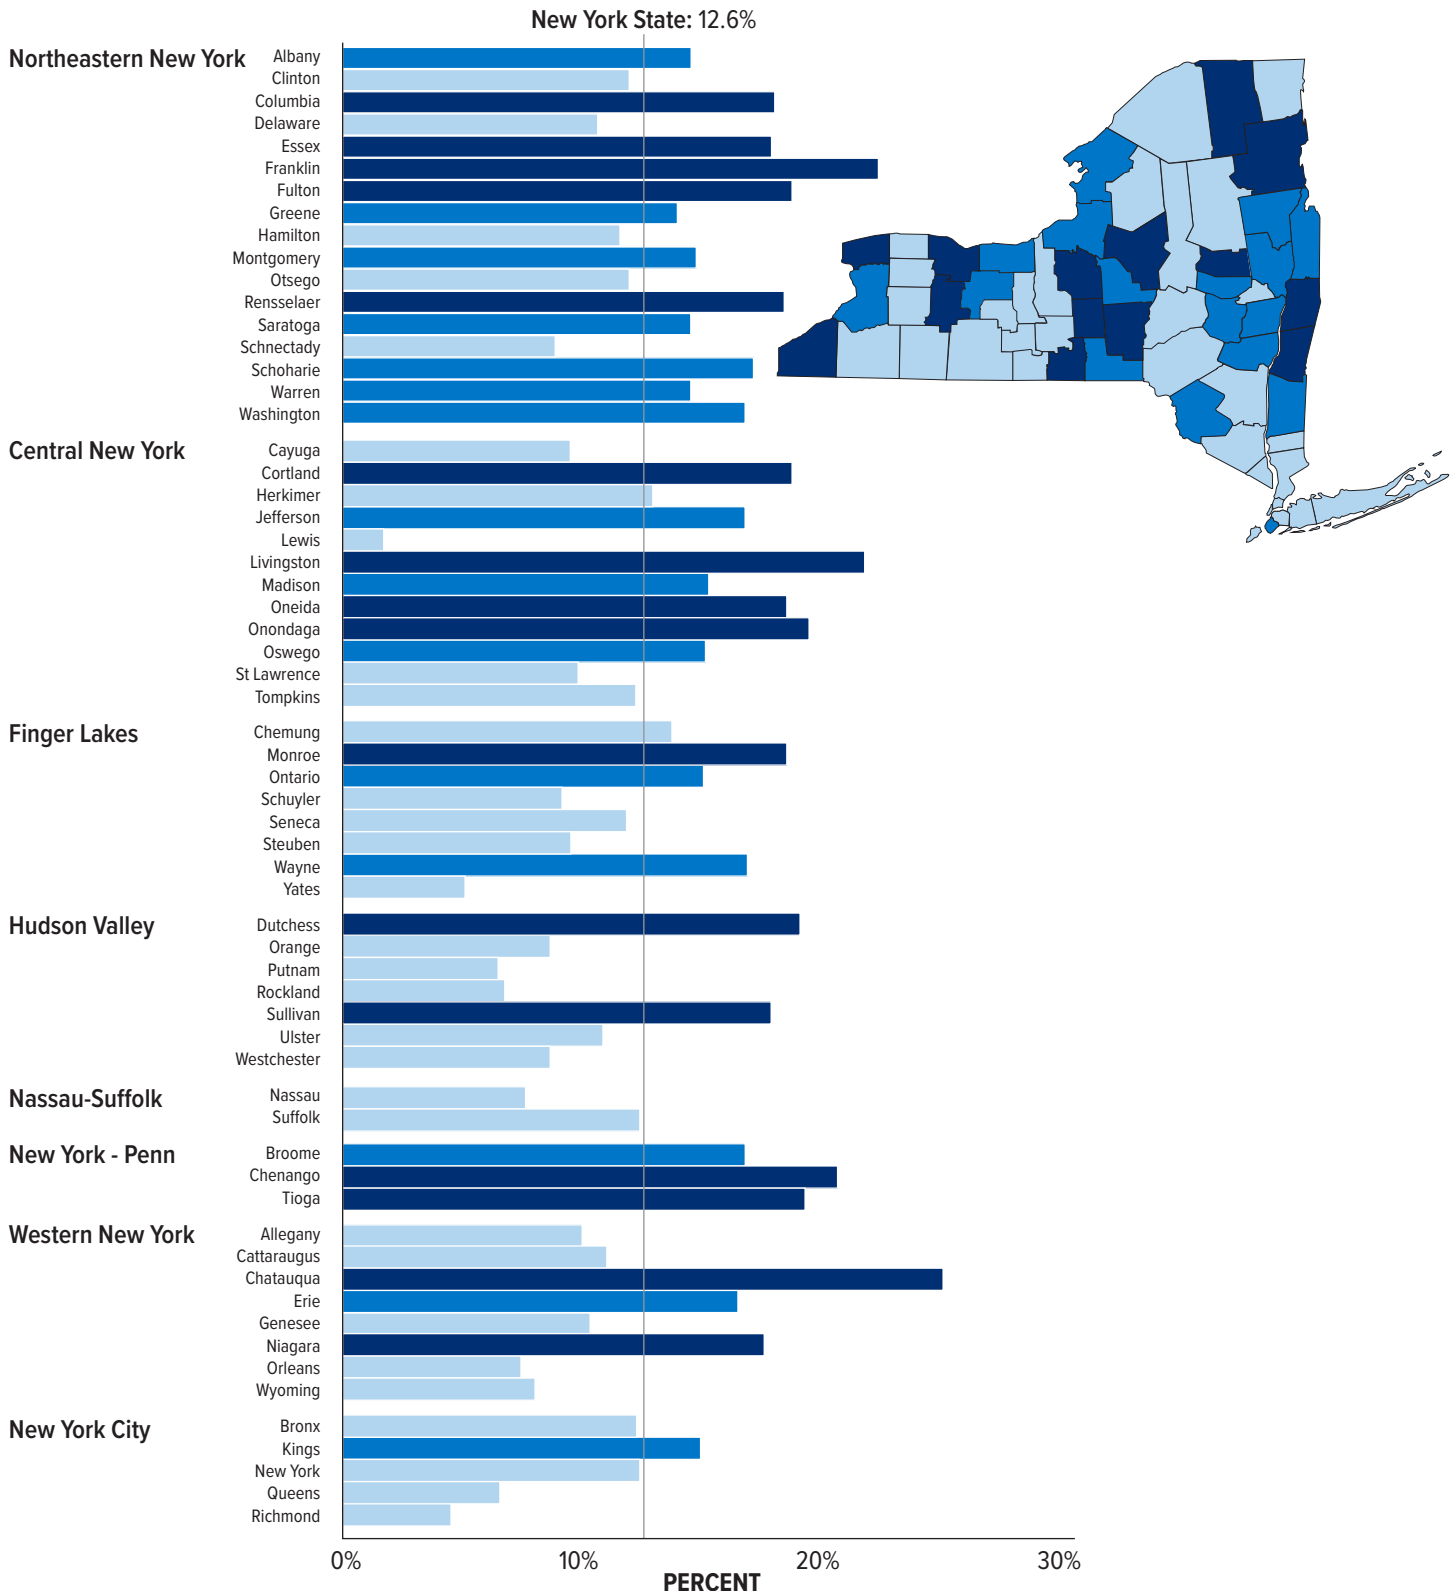 New York State: 12.6%
Northeastern New York
Albany
Clinton
Columbia
Delaware
Essex
Franklin
Fulton
Greene
Hamilton
Montgomery
Otsego
Rensselaer
Saratoga
Schnectady
Schoharie
Warren
Washington
Central New York
Cayuga
Cortland
Herkimer
Jefferson
Lewis
Livingston
Madison
Oneida
Onondaga
Oswego
St Lawrence
Tompkins
Finger Lakes
Chemung
Monroe
Ontario
Schuyler
Seneca
Steuben
Wayne
Yates
Hudson Valley
Dutchess
Orange
Putnam
Rockland
Sullivan
Ulster
Westchester
Nassau-Suffolk
Nassau
Suffolk
New York - Penn
Broome
Chenango
Tioga
Western New York
Allegany
Cattaraugus
Chatauqua
Erie
Genesee
Niagara
Orleans
Wyoming
New York City
Bronx
Kings
New York
Queens
Richmond
0% 10% 20% 30%
PERCENT